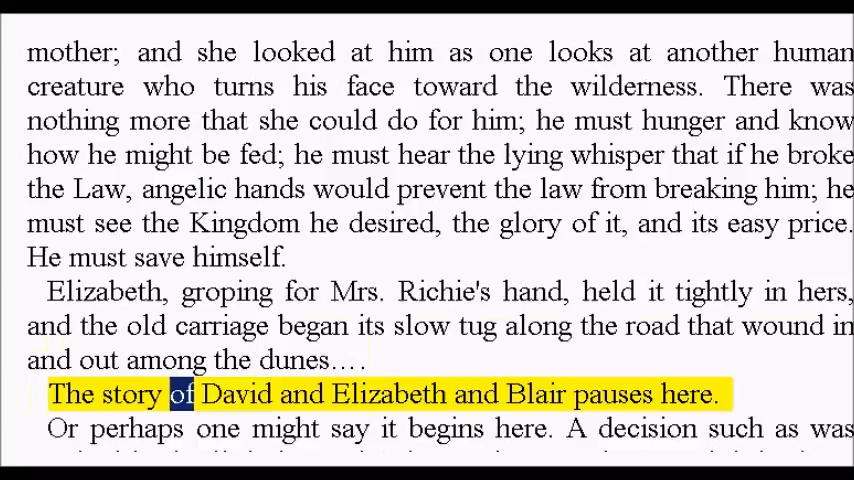 mother; and she looked at him as one looks at another human
creature who turns his face toward the wilderness. There was
nothing more that she could do for him; he must hunger and know
how he might be fed; he must hear the lying whisper that if he broke
the Law, angelic hands would prevent the law from breaking him; he
must see the Kingdom he desired, the glory of it, and its easy price.
He must save himself.
Elizabeth, groping for Mrs. Richie's hand, held it tightly in hers,
and the old carriage began its slow tug along the road that wound in
and out among the dunes....
The story of David and Elizabeth and Blair pauses here.
Or perhaps one might say it begins here. A decision such as was